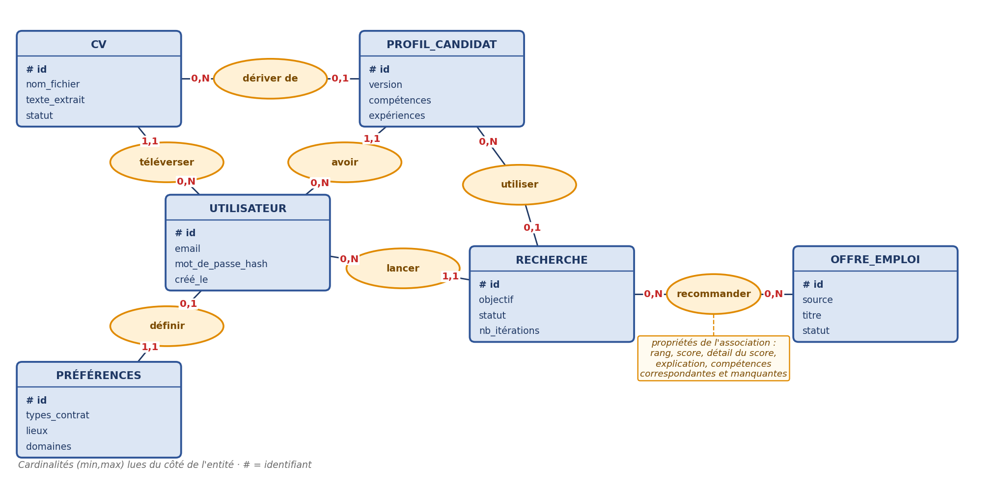 CV
# id
nom_fichier
texte_extrait
statut
0,N
dériver de
0,1
PROFIL_CANDIDAT
# id
version
compétences
expériences
1,1
téléverser
0,N
1,1
avoir
0,N
0,N
utiliser
0,1
UTILISATEUR
# id
email
mot_de_passe_hash
créé_le
0,N
lancer
1,1
RECHERCHE
# id
objectif
statut
nb_itérations
0,N
recommander
0,N
OFFRE_EMPLOI
# id
source
titre
statut
propriétés de l'association :
rang, score, détail du score,
explication, compétences
correspondantes et manquantes
0,1
définir
1,1
PRÉFÉRENCES
# id
types_contrat
lieux
domaines
Cardinalités (min,max) lues du côté de l'entité · # = identifiant